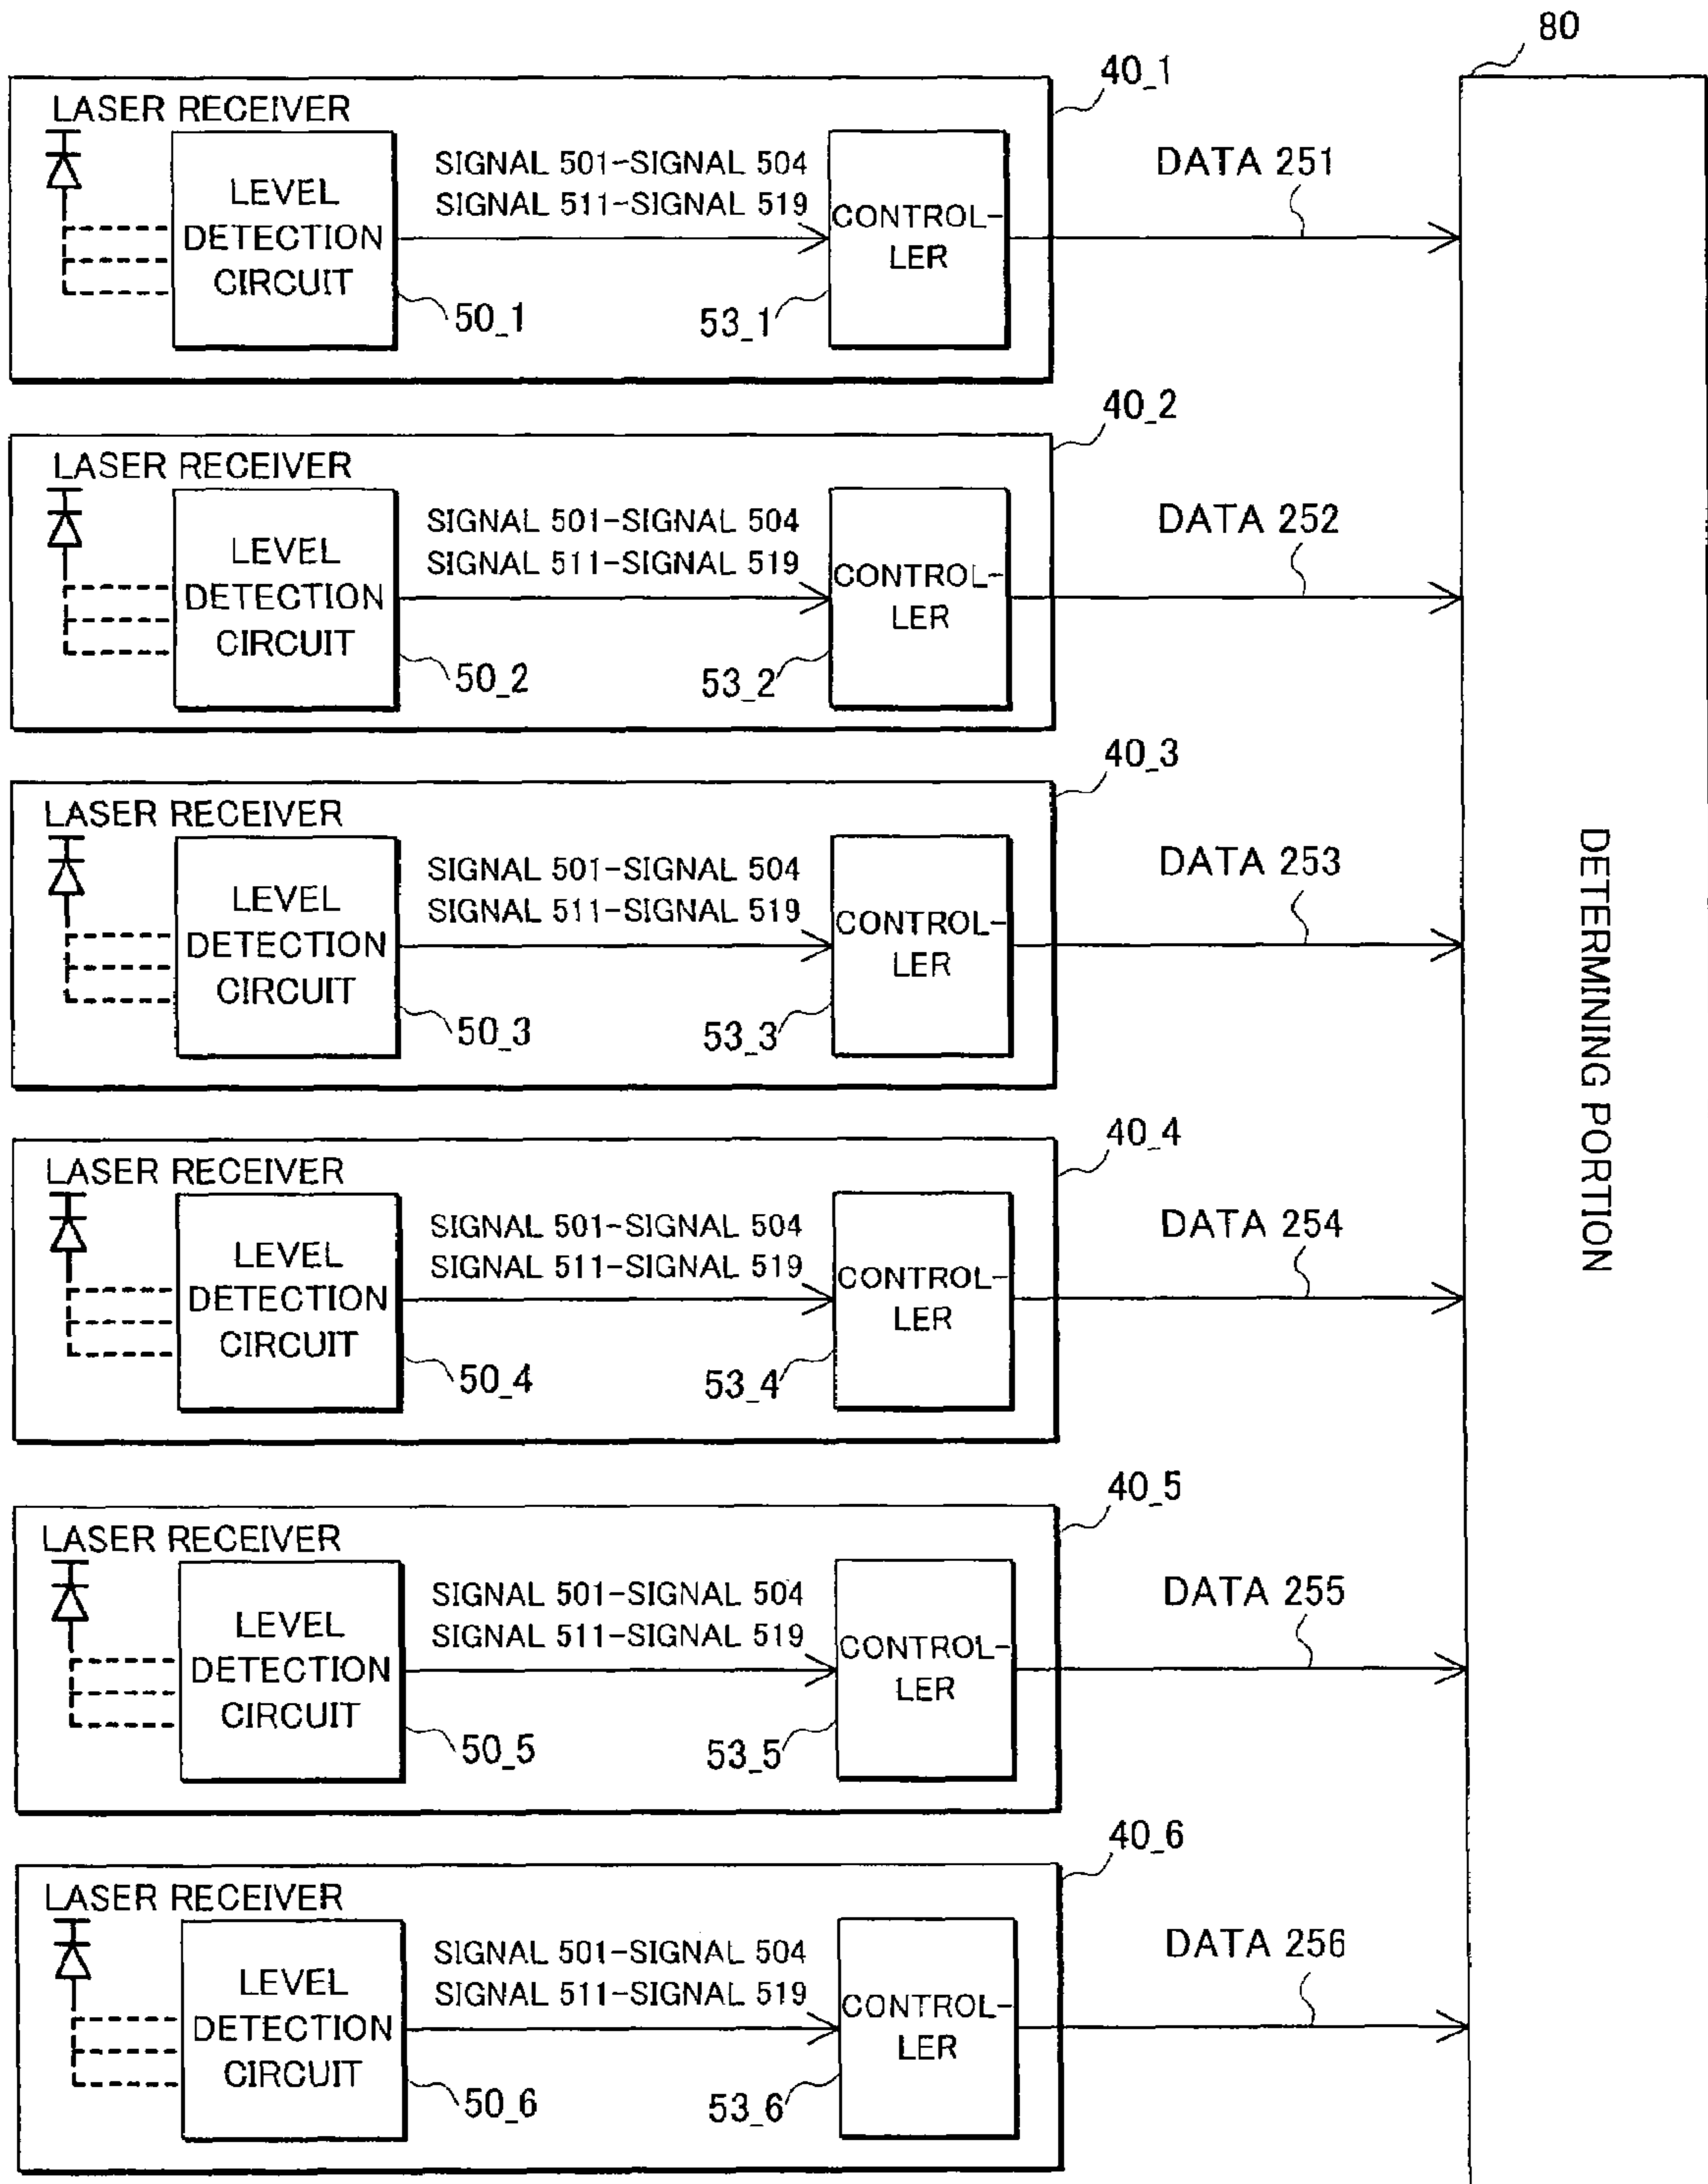 80
40_1
LASER RECEIVER
LEVEL
DETECTION
CIRCUIT
SIGNAL 501-SIGNAL 504
SIGNAL 511-SIGNAL 519
CONTROL-
LER
DATA 251
50_1
53_1
40_2
LASER RECEIVER
LEVEL
DETECTION
CIRCUIT
SIGNAL 501-SIGNAL 504
SIGNAL 511-SIGNAL 519
CONTROL-
LER
DATA 252
50_2
53_2
40_3
LASER RECEIVER
LEVEL
DETECTION
CIRCUIT
SIGNAL 501-SIGNAL 504
SIGNAL 511-SIGNAL 519
CONTROL-
LER
DATA 253
50_3
53_3
DETERMINING PORTION
40_4
LASER RECEIVER
LEVEL
DETECTION
CIRCUIT
SIGNAL 501-SIGNAL 504
SIGNAL 511-SIGNAL 519
CONTROL-
LER
DATA 254
50_4
53_4
40_5
LASER RECEIVER
LEVEL
DETECTION
CIRCUIT
SIGNAL 501-SIGNAL 504
SIGNAL 511-SIGNAL 519
CONTROL-
LER
DATA 255
50_5
53_5
40_6
LASER RECEIVER
LEVEL
DETECTION
CIRCUIT
SIGNAL 501-SIGNAL 504
SIGNAL 511-SIGNAL 519
CONTROL-
LER
DATA 256
50_6
53_6